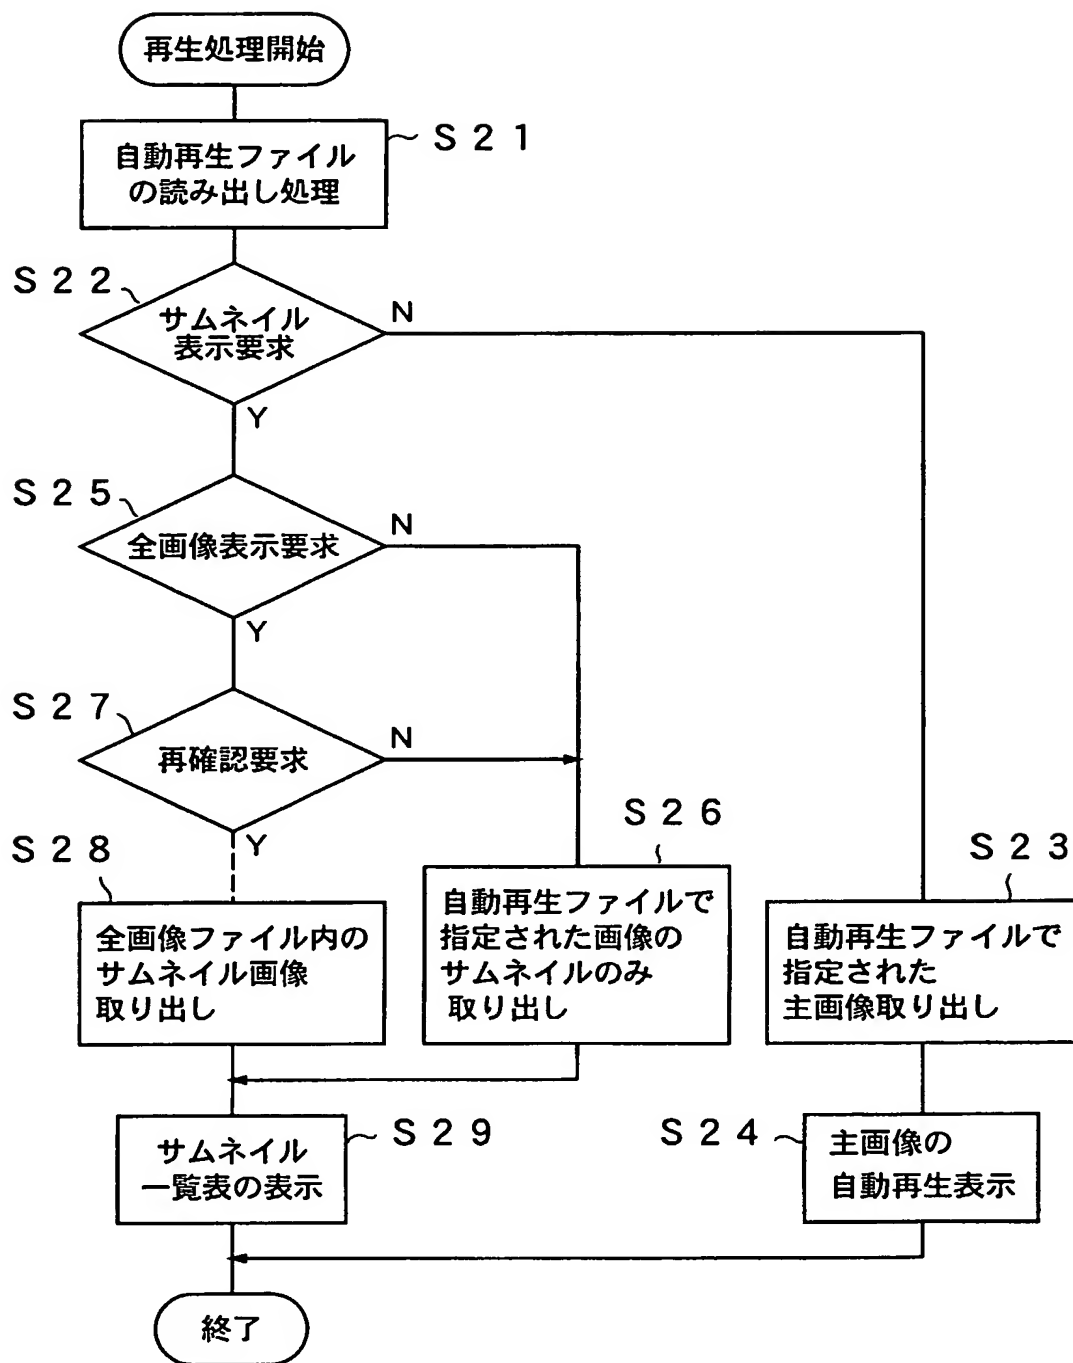 再生処理開始
S21
自動再生ファイル
の読み出し処理
S22
サムネイル
表示要求
N
Y
S25
全画像表示要求
N
Y
S27
再確認要求
N
Y
S28
全画像ファイル内の
サムネイル画像
取り出し
S26
自動再生ファイルで
指定された画像の
サムネイルのみ
取り出し
S23
自動再生ファイルで
指定された
主画像取り出し
S29
サムネイル
一覧表の表示
S24
主画像の
自動再生表示
終了